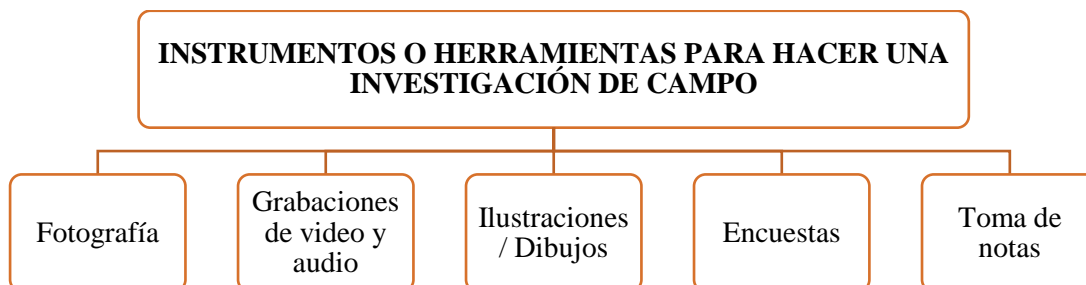 INSTRUMENTOS O HERRAMIENTAS PARA HACER UNA
INVESTIGACIÓN DE CAMPO
Fotografía
Grabaciones
de video y
audio
Ilustraciones
/ Dibujos
Encuestas
Toma de
notas